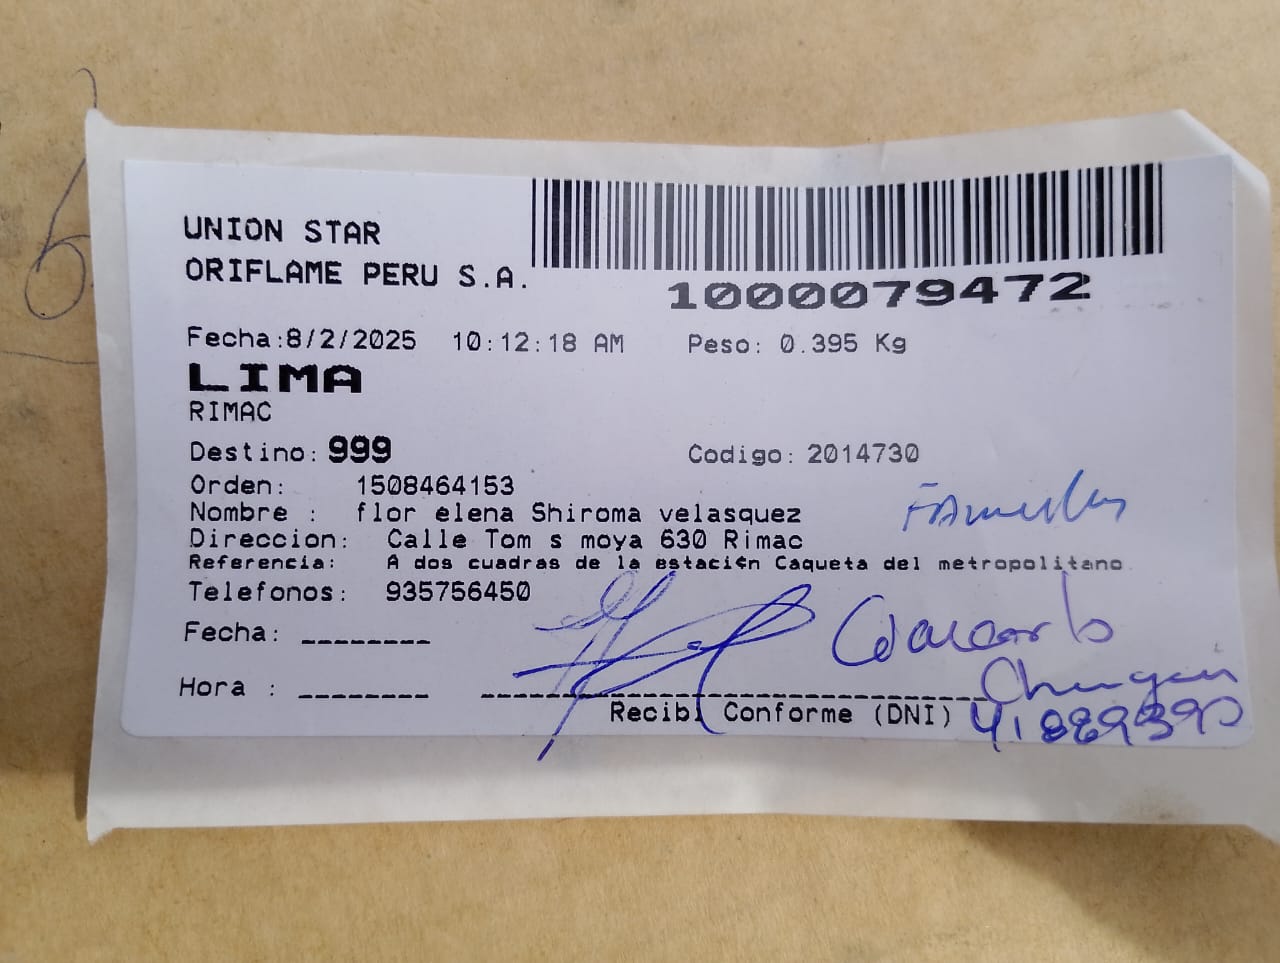 UNION STAR
ORIFLAME PERU S.A.
1000079472
Fecha:8/2/2025 10:12:18 AM Peso: 0.395 Kg
LIMA
RIMAC
Destino: 999 Codigo: 2014730
Orden: 1508464153
Nombre : flor elena Shiroma velasquez
Direccion: Calle Tom s moya 630 Rimac
Referencia: A dos cuadras de la estaci¢n Caqueta del metropolitano
Telefonos: 935756450
Fecha: ________
Hora : ________
Recibi Conforme (DNI)